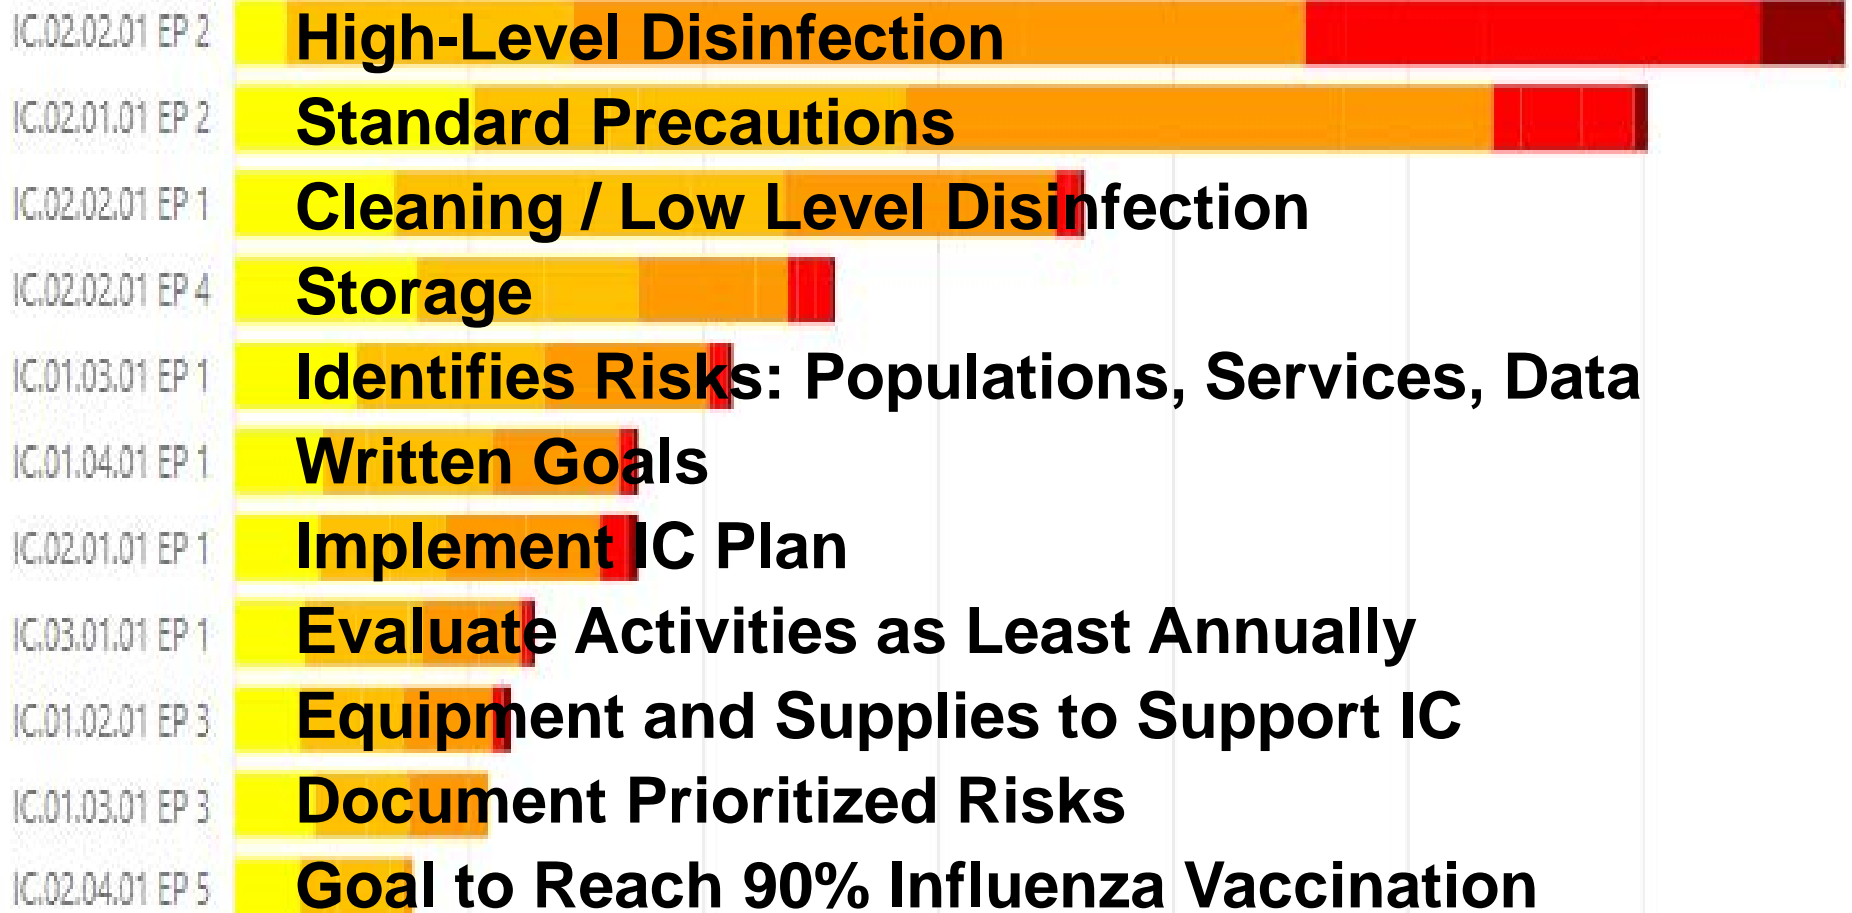 IC.02.02.01 EP 2 High-Level Disinfection
IC.02.01.01 EP 2 Standard Precautions
IC.02.02.01 EP 1 Cleaning / Low Level Disinfection
IC.02.02.01 EP 4 Storage
IC.01.03.01 EP 1 Identifies Risks: Populations, Services, Data
IC.01.04.01 EP 1 Written Goals
IC.02.01.01 EP 1 Implement IC Plan
IC.03.01.01 EP 1 Evaluate Activities as Least Annually
IC.01.02.01 EP 3 Equipment and Supplies to Support IC
IC.01.03.01 EP 3 Document Prioritized Risks
IC.02.04.01 EP 5 Goal to Reach 90% Influenza Vaccination